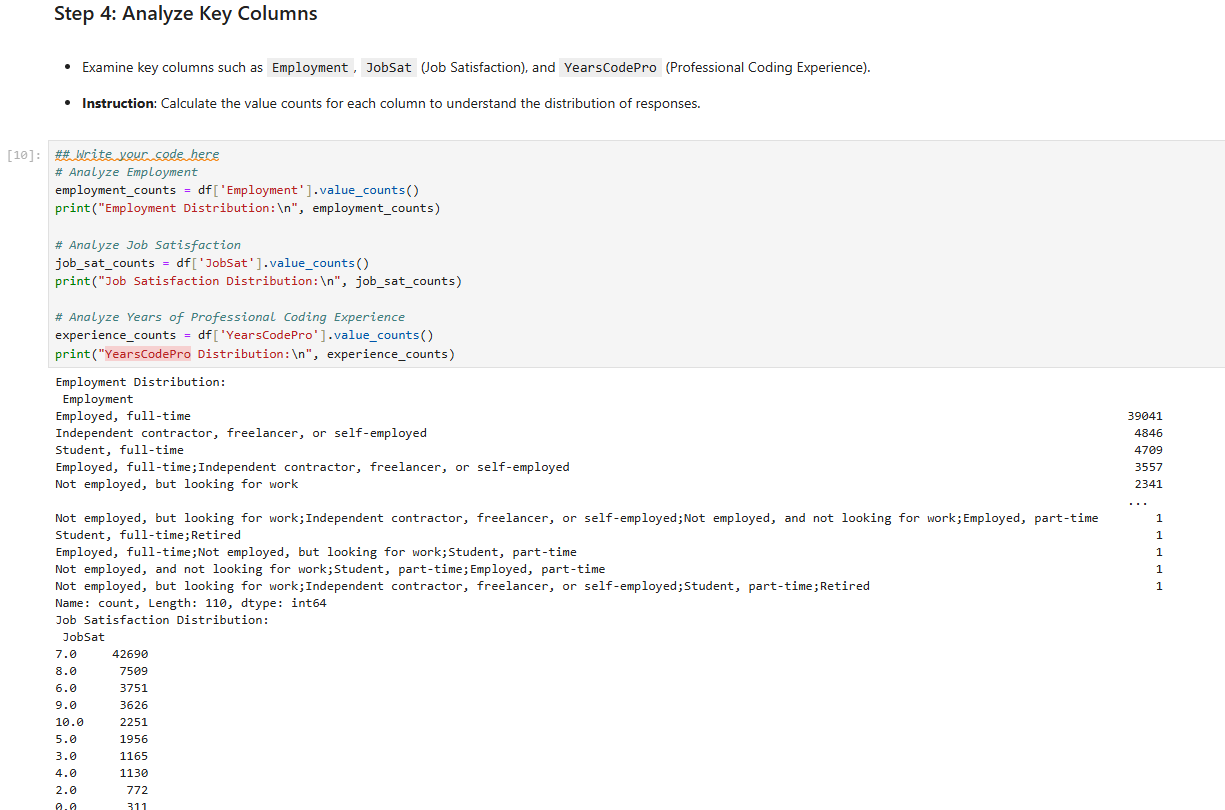 Step 4: Analyze Key Columns
• Examine key columns such as Employment, JobSat (Job Satisfaction), and YearsCodePro (Professional Coding Experience).
• Instruction: Calculate the value counts for each column to understand the distribution of responses.
[10]: ## Write your code here
# Analyze Employment
employment_counts = df['Employment'].value_counts()
print("Employment Distribution:\n", employment_counts)
# Analyze Job Satisfaction
job_sat_counts = df['JobSat'].value_counts()
print("Job Satisfaction Distribution:\n", job_sat_counts)
# Analyze Years of Professional Coding Experience
experience_counts = df['YearsCodePro'].value_counts()
print("YearsCodePro Distribution:\n", experience_counts)
Employment Distribution:
Employment
Employed, full-time 39041
Independent contractor, freelancer, or self-employed 4846
Student, full-time 4709
Employed, full-time;Independent contractor, freelancer, or self-employed 3557
Not employed, but looking for work 2341
...
Not employed, but looking for work;Independent contractor, freelancer, or self-employed;Not employed, and not looking for work;Employed, part-time 1
Student, full-time;Retired 1
Employed, full-time;Not employed, but looking for work;Student, part-time 1
Not employed, and not looking for work;Student, part-time;Employed, part-time 1
Not employed, but looking for work;Independent contractor, freelancer, or self-employed;Student, part-time;Retired 1
Name: count, Length: 110, dtype: int64
Job Satisfaction Distribution:
JobSat
7.0 42690
8.0 7509
6.0 3751
9.0 3626
10.0 2251
5.0 1956
3.0 1165
4.0 1130
2.0 772
0.0 311